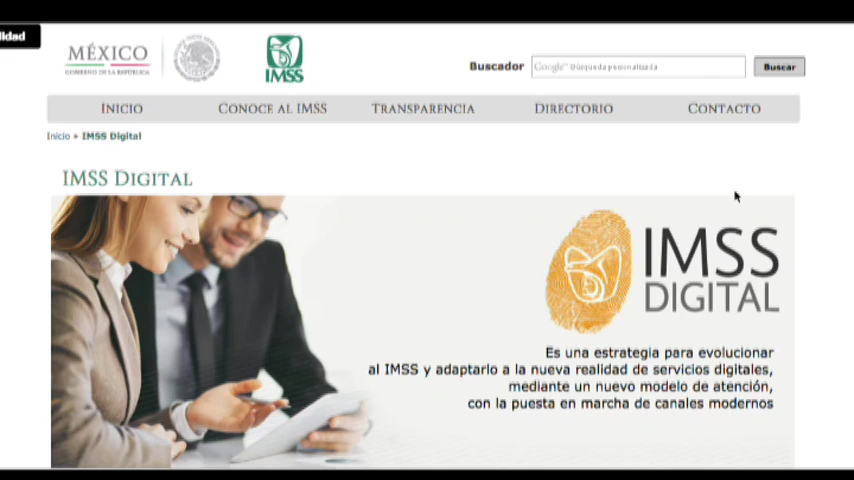 lidad
MÉXICO
GOBIERNO DE LA REPÚBLICA
IMSS
Buscador
Google™ Búsqueda personalizada
Buscar
INICIO
CONOCE AL IMSS
TRANSPARENCIA
DIRECTORIO
CONTACTO
Inicio » IMSS Digital
IMSS DIGITAL
IMSS
DIGITAL
Es una estrategia para evolucionar
al IMSS y adaptarlo a la nueva realidad de servicios digitales,
mediante un nuevo modelo de atención,
con la puesta en marcha de canales modernos